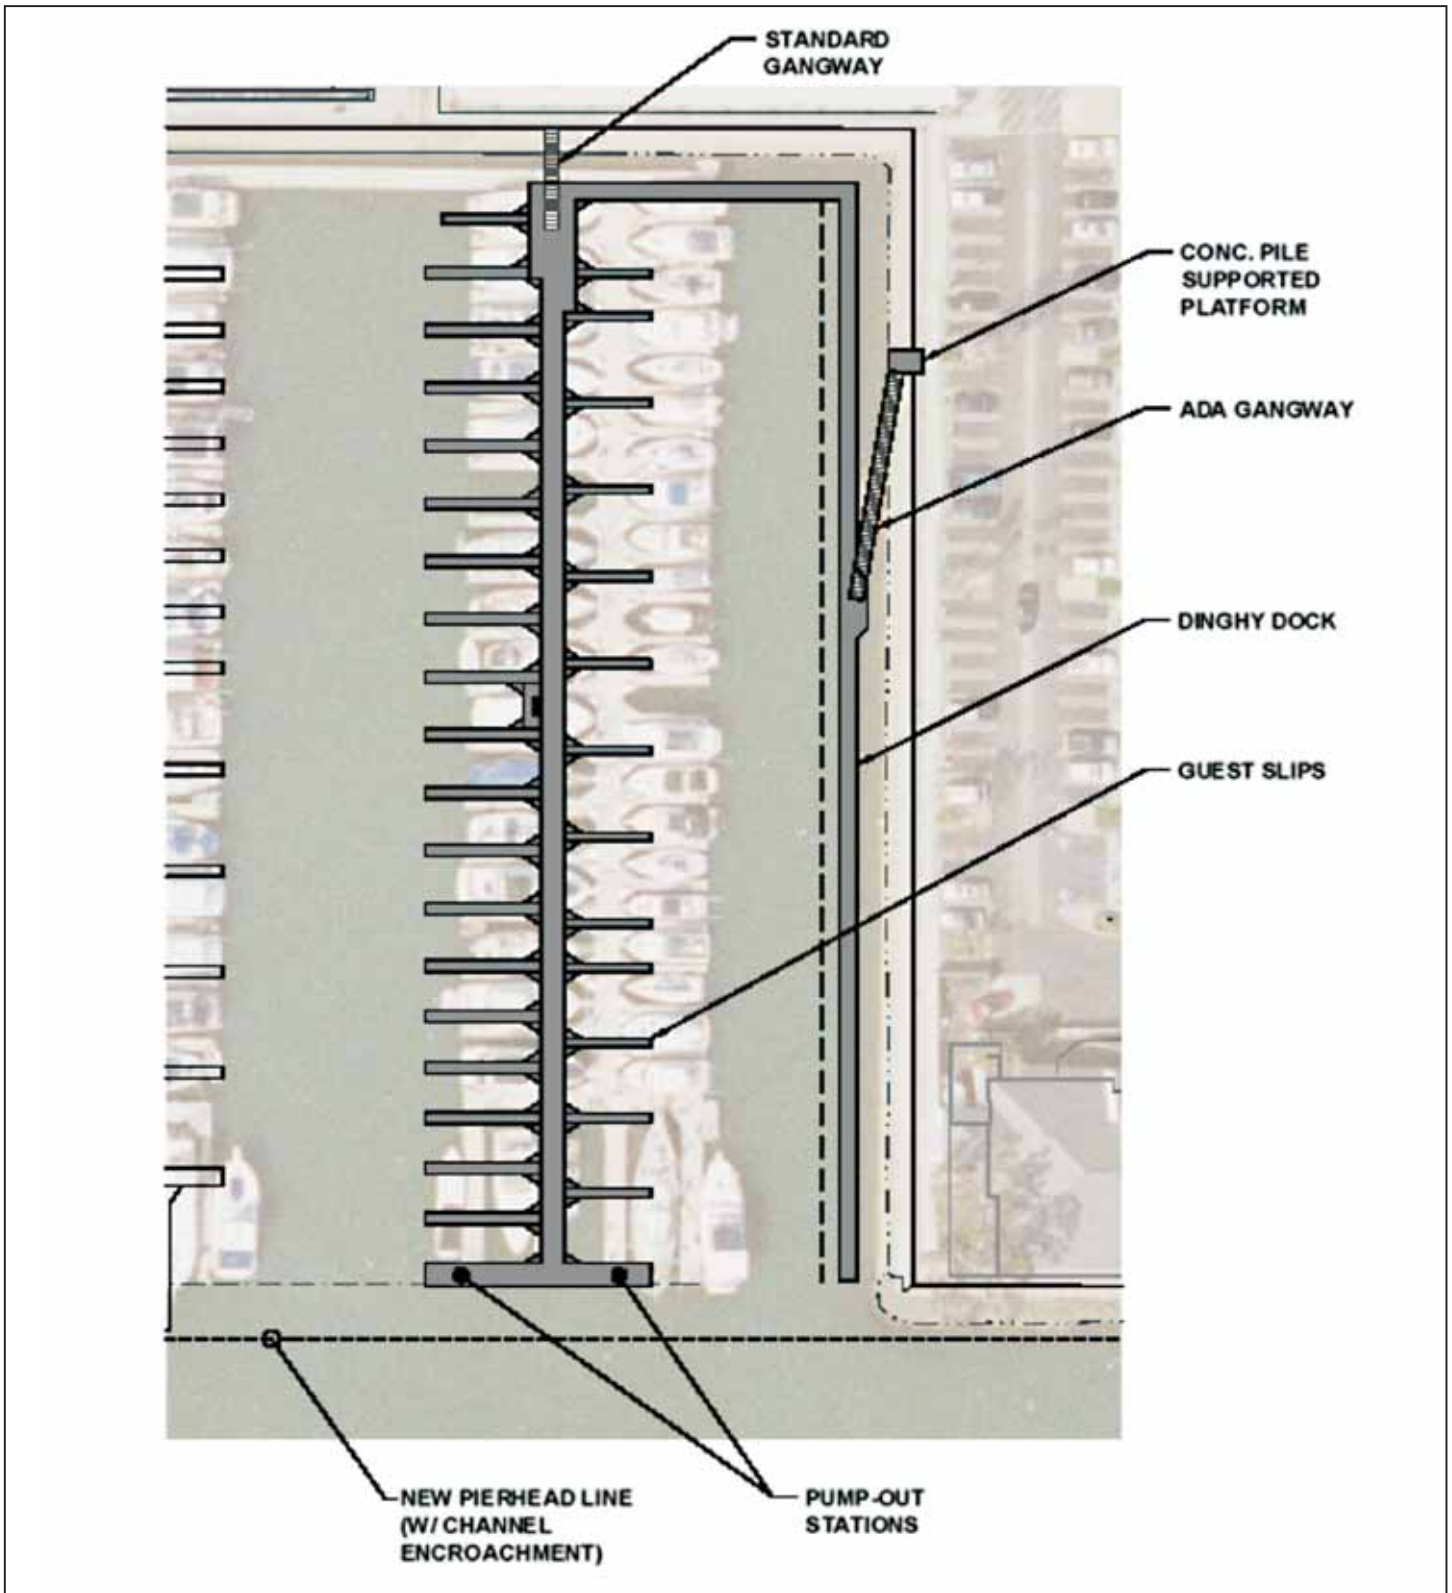 STANDARD
GANGWAY
CONC. PILE
SUPPORTED
PLATFORM
ADA GANGWAY
DINGHY DOCK
GUEST SLIPS
NEW PIERHEAD LINE
(W/ CHANNEL
ENCROACHMENT)
PUMP-OUT
STATIONS